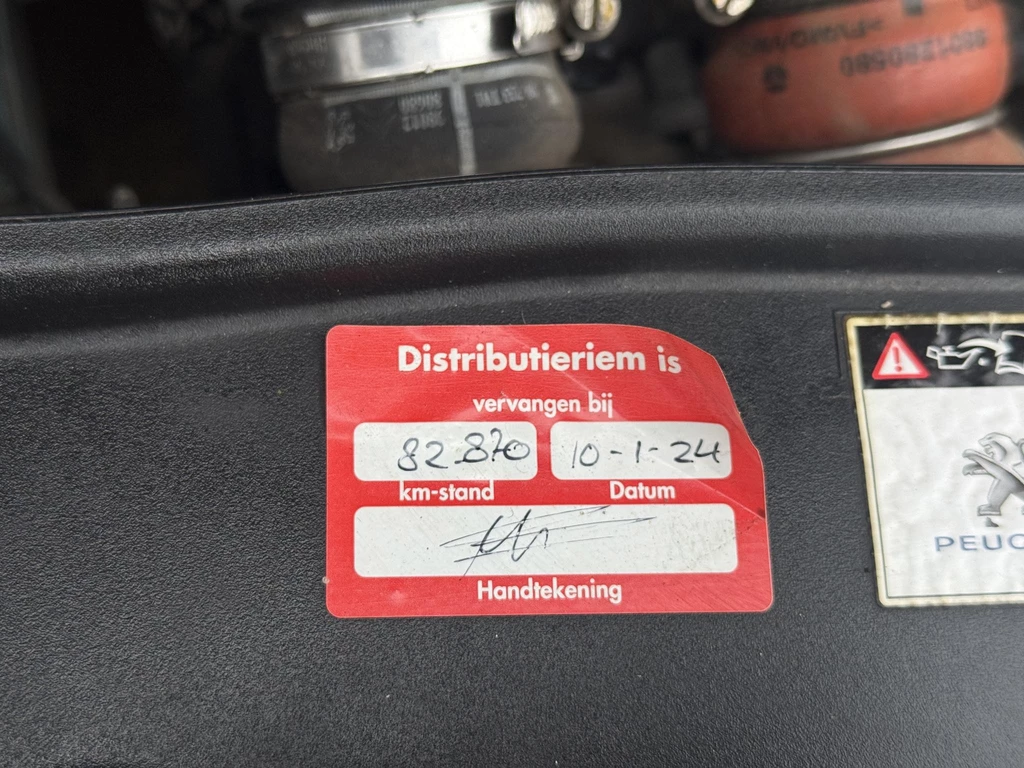 Distributieriem is
vervangen bij
82.870 10-1-24
km-stand Datum
Handtekening
PEUG